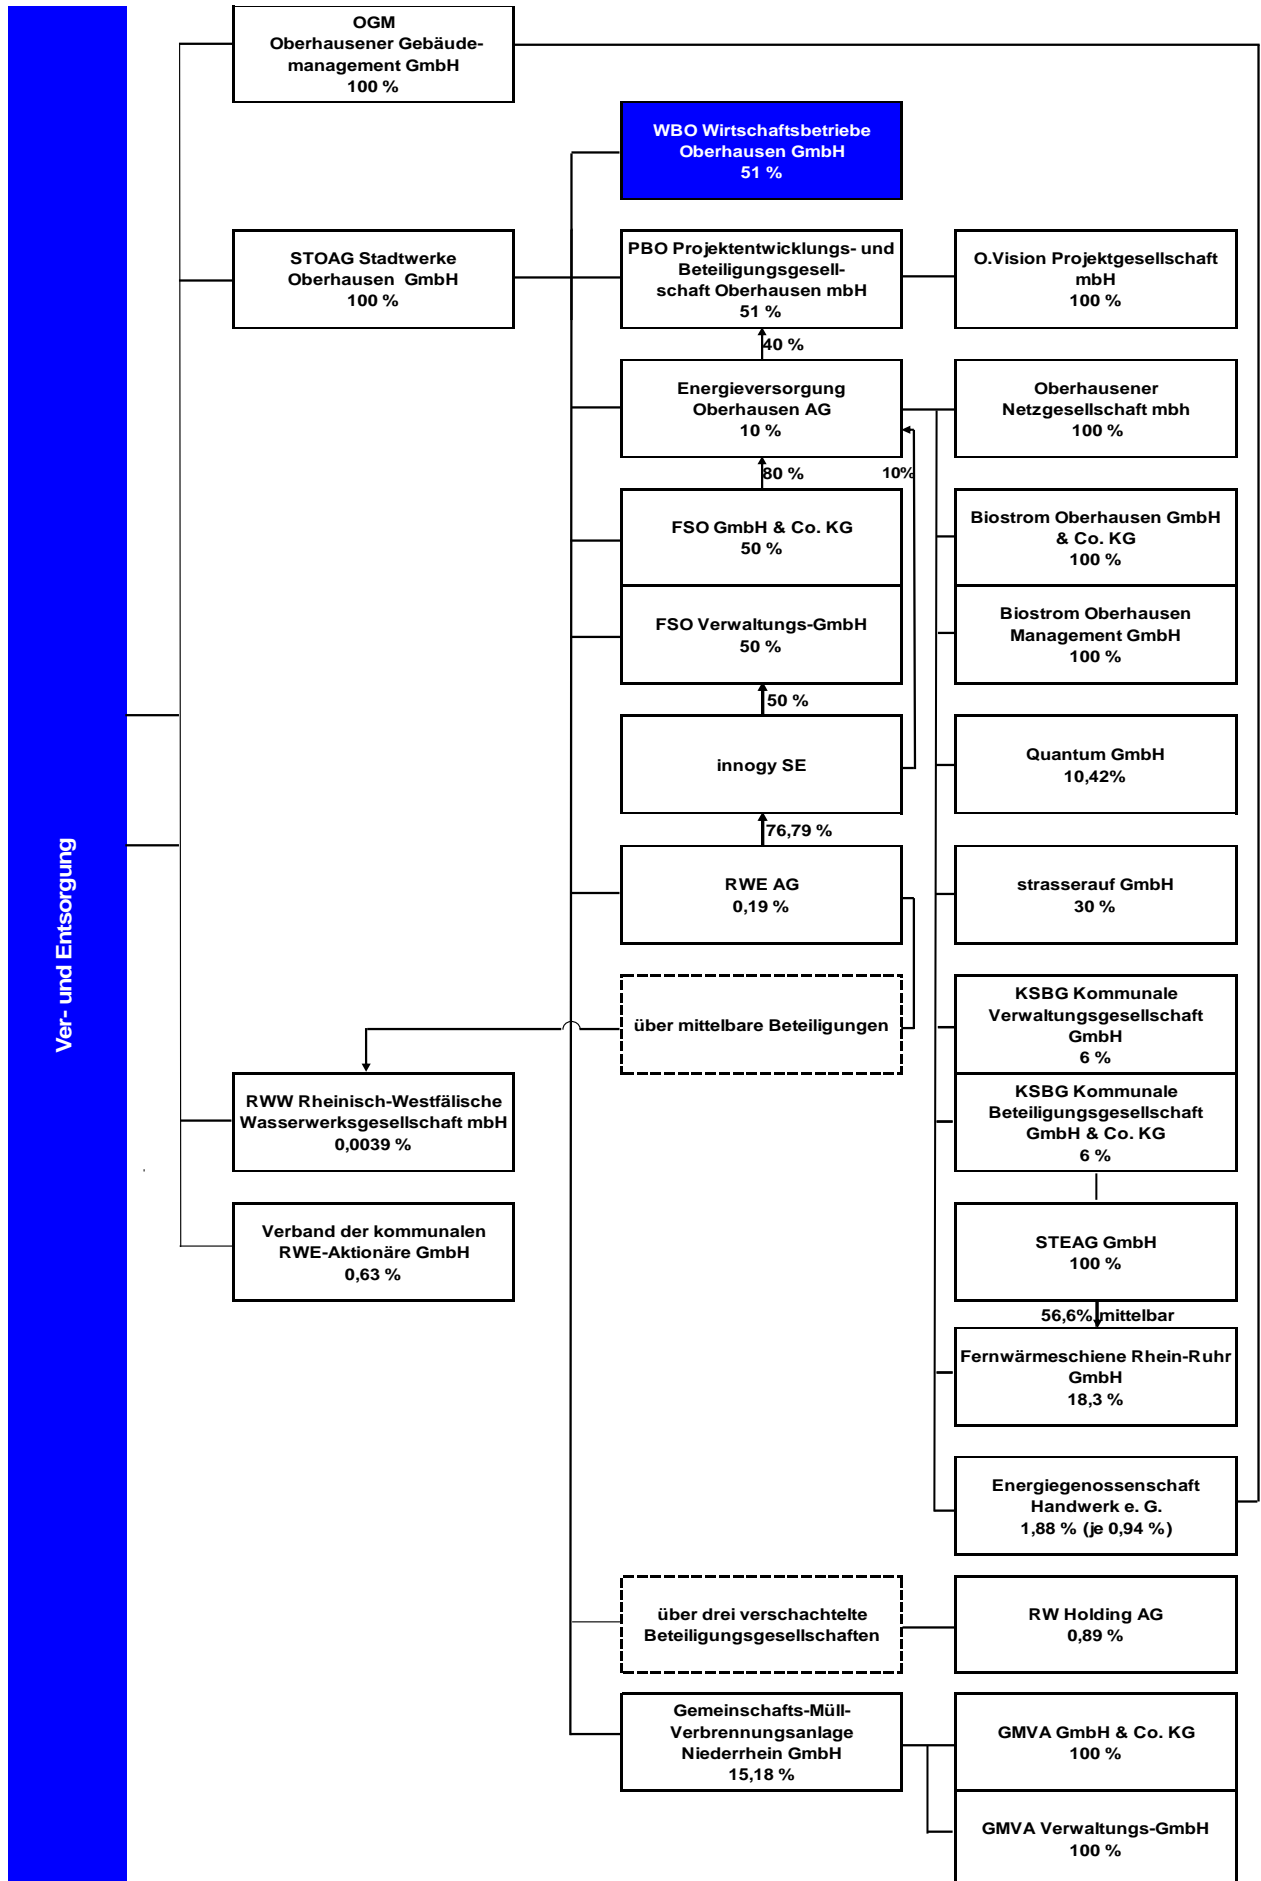 OGM
Oberhausener Gebäude-
management GmbH
100 %
WBO Wirtschaftsbetriebe
Oberhausen GmbH
51 %
STOAG Stadtwerke
Oberhausen GmbH
100 %
PBO Projektentwicklungs- und
Beteiligungsgesell-
schaft Oberhausen mbH
51 %
O.Vision Projektgesellschaft
mbH
100 %
40 %
Energieversorgung
Oberhausen AG
10 %
Oberhausener
Netzgesellschaft mbh
100 %
80 %
10%
FSO GmbH & Co. KG
50 %
Biostrom Oberhausen GmbH
& Co. KG
100 %
FSO Verwaltungs-GmbH
50 %
Biostrom Oberhausen
Management GmbH
100 %
50 %
innogy SE
Quantum GmbH
10,42%
76,79 %
RWE AG
0,19 %
strasserauf GmbH
30 %
Ver- und Entsorgung
über mittelbare Beteiligungen
KSBG Kommunale
Verwaltungsgesellschaft
GmbH
6 %
RWW Rheinisch-Westfälische
Wasserwerksgesellschaft mbH
0,0039 %
KSBG Kommunale
Beteiligungsgesellschaft
GmbH & Co. KG
6 %
Verband der kommunalen
RWE-Aktionäre GmbH
0,63 %
STEAG GmbH
100 %
56,6% mittelbar
Fernwärmeschiene Rhein-Ruhr
GmbH
18,3 %
Energiegenossenschaft
Handwerk e. G.
1,88 % (je 0,94 %)
über drei verschachtelte
Beteiligungsgesellschaften
RW Holding AG
0,89 %
Gemeinschafts-Müll-
Verbrennungsanlage
Niederrhein GmbH
15,18 %
GMVA GmbH & Co. KG
100 %
GMVA Verwaltungs-GmbH
100 %